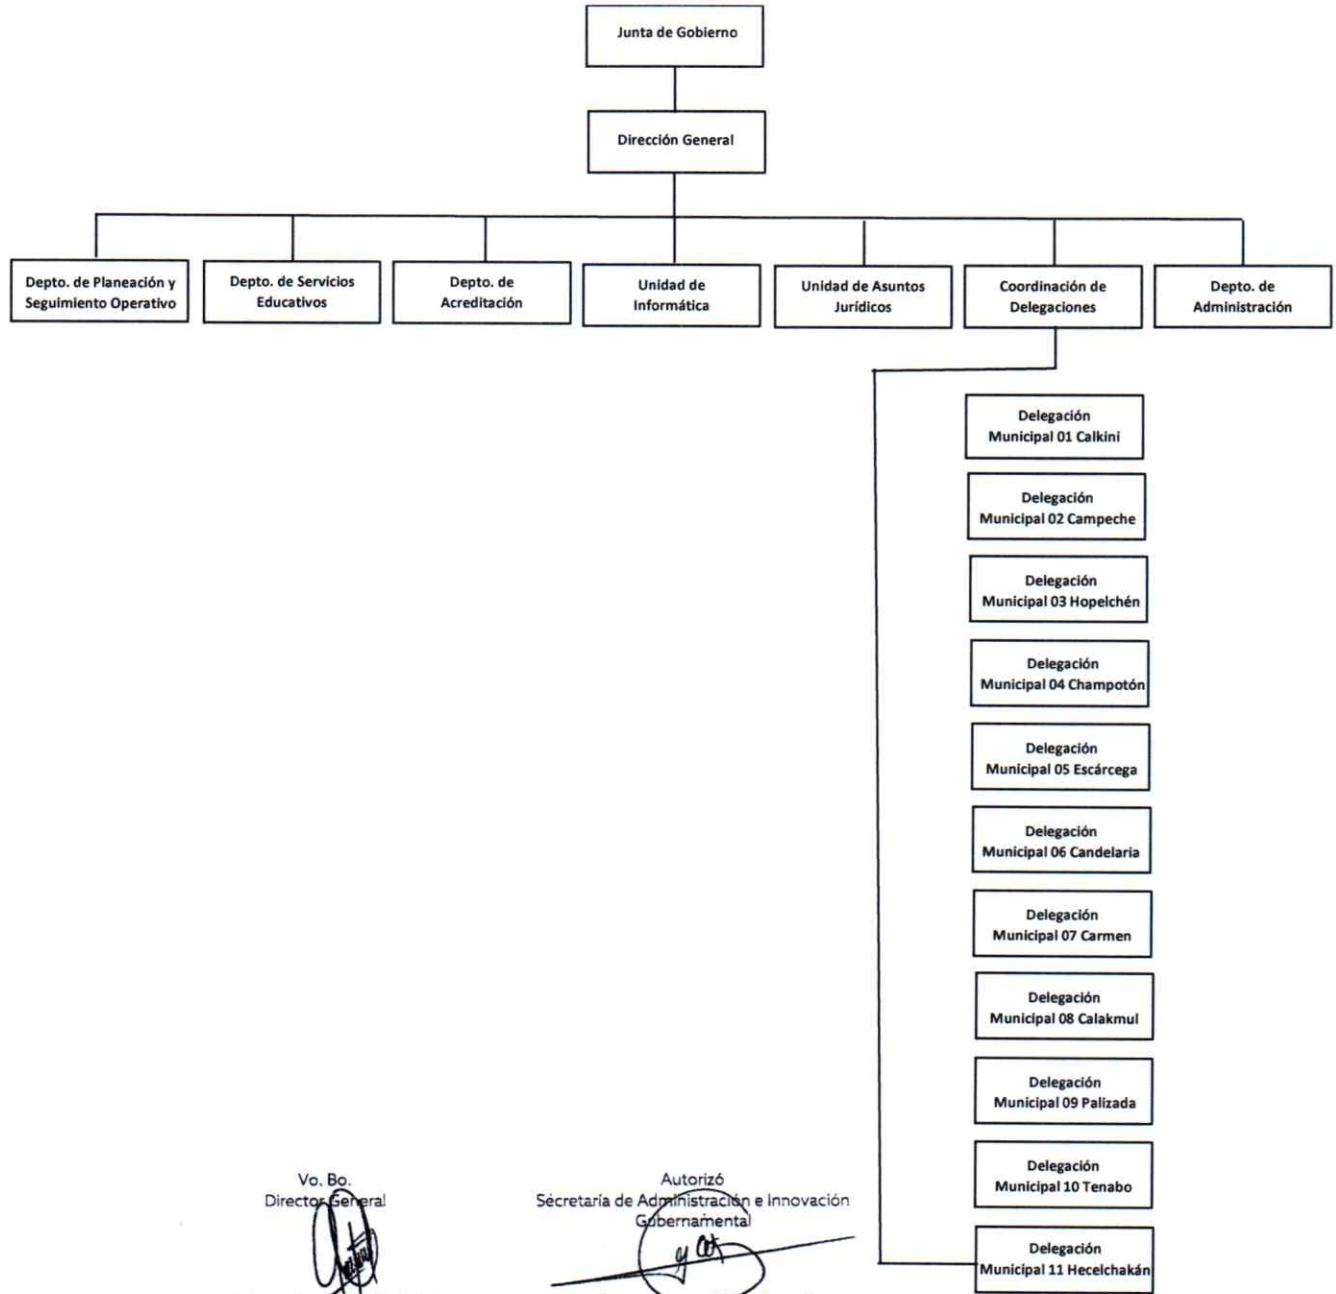 Junta de Gobierno
Dirección General
Depto. de Planeación y
Seguimiento Operativo
Depto. de Servicios
Educativos
Depto. de
Acreditación
Unidad de
Informática
Unidad de Asuntos
Jurídicos
Coordinación de
Delegaciones
Depto. de
Administración
Delegación
Municipal 01 Calkini
Delegación
Municipal 02 Campeche
Delegación
Municipal 03 Hopelchén
Delegación
Municipal 04 Champotón
Delegación
Municipal 05 Escárcega
Delegación
Municipal 06 Candelaria
Delegación
Municipal 07 Carmen
Delegación
Municipal 08 Calakmul
Delegación
Municipal 09 Palizada
Delegación
Municipal 10 Tenabo
Delegación
Municipal 11 Hecelchakán
Vo. Bo.
Director General
Autorizó
Secretaría de Administración e Innovación
Gubernamental